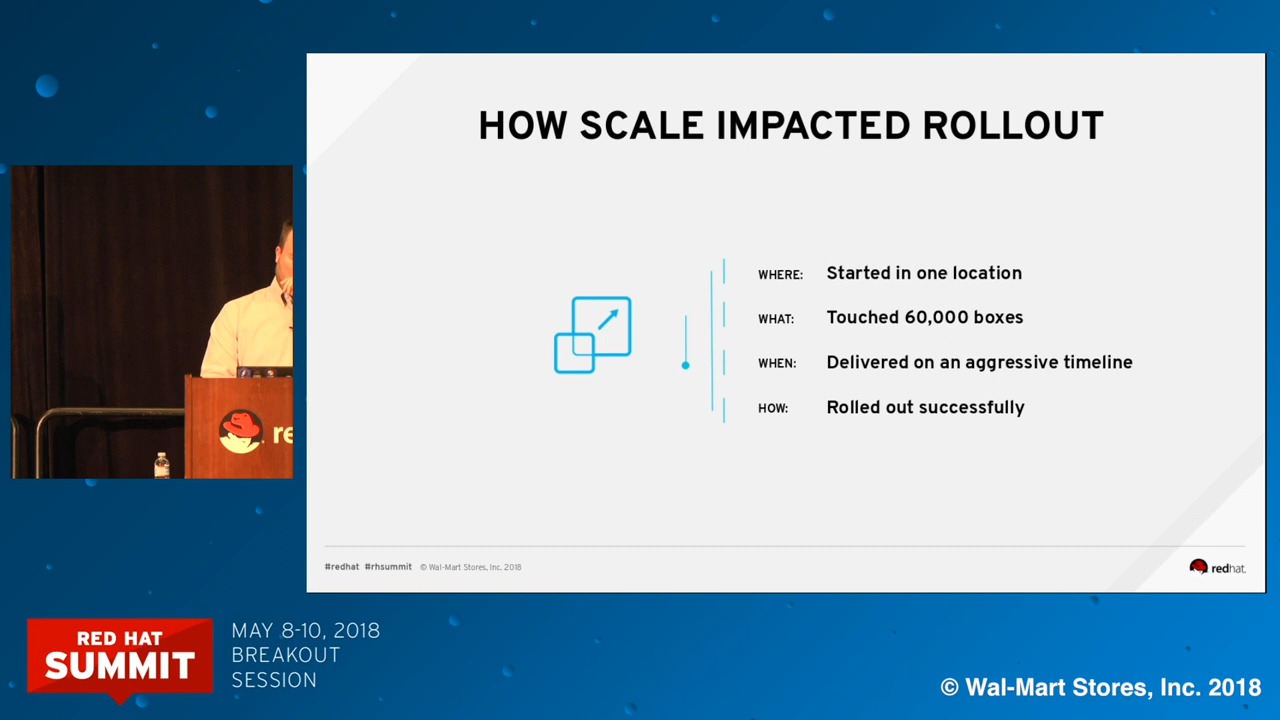 HOW SCALE IMPACTED ROLLOUT
WHERE: Started in one location
WHAT: Touched 60,000 boxes
WHEN: Delivered on an aggressive timeline
HOW: Rolled out successfully
re
#redhat #rhsummit © Wal-Mart Stores, Inc. 2018
redhat.
RED HAT
SUMMIT
MAY 8-10, 2018
BREAKOUT
SESSION
© Wal-Mart Stores, Inc. 2018